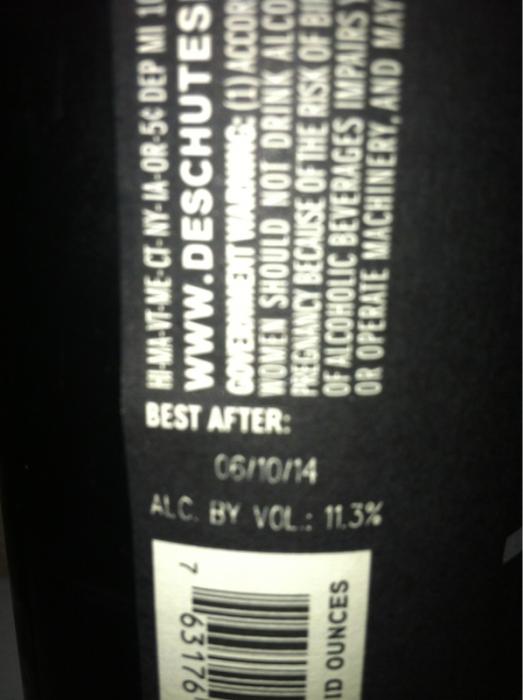 HI-MA-VT-ME-CT-NY-IA-OR-5¢ DEP MI 10
WWW.DESCHUTES
GOVERNMENT WARNING: (1) ACCOR
WOMEN SHOULD NOT DRINK ALCO
PREGNANCY BECAUSE OF THE RISK OF BI
OF ALCOHOLIC BEVERAGES IMPAIRS Y
OR OPERATE MACHINERY, AND MAY
BEST AFTER:
06/10/14
ALC. BY VOL.: 11.3%
7 63176
ID OUNCES